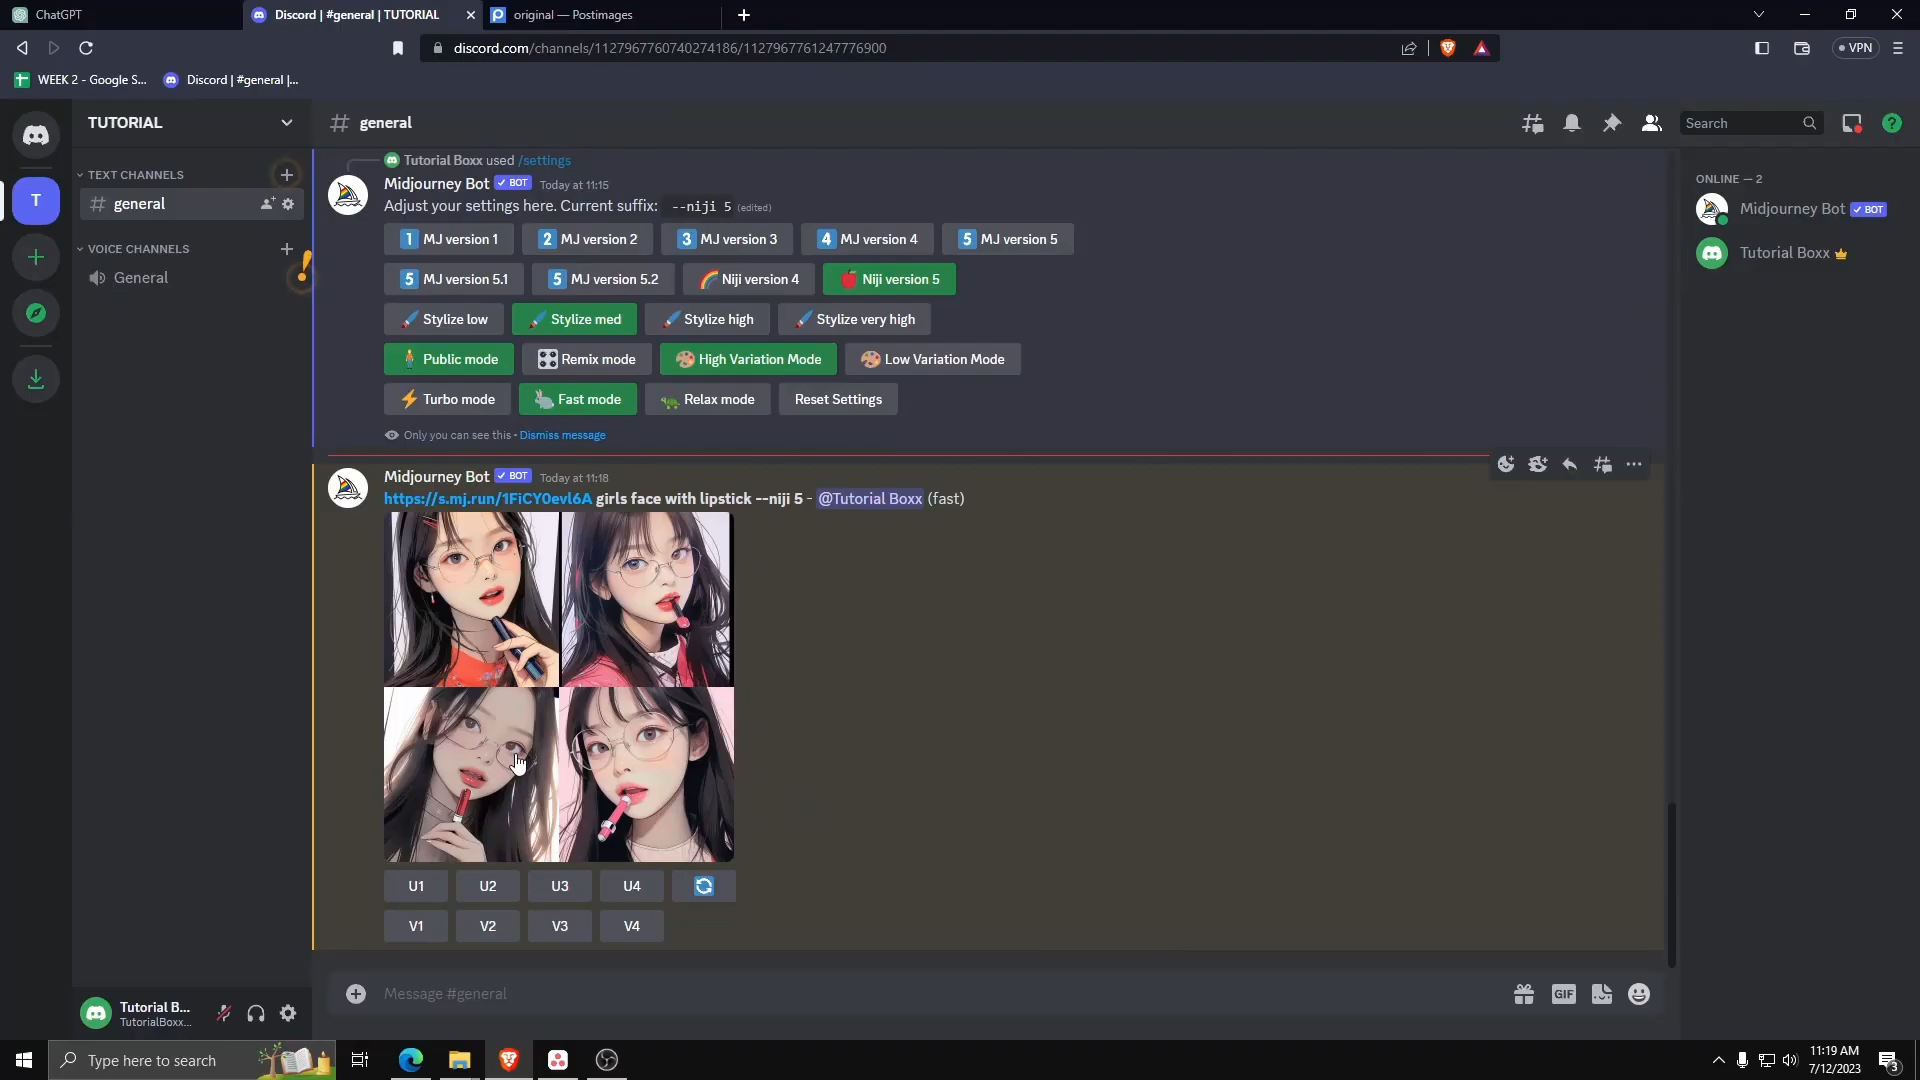 ChatGPT
Discord | #general | TUTORIAL
original — Postimages
discord.com/channels/1127967760740274186/1127967761247776900
VPN
WEEK 2 - Google S...
Discord | #general |...
TUTORIAL
general
Search
TEXT CHANNELS
general
VOICE CHANNELS
General
Tutorial Boxx used /settings
Midjourney Bot ✓ BOT Today at 11:15
Adjust your settings here. Current suffix: --niji 5 (edited)
1 MJ version 1
2 MJ version 2
3 MJ version 3
4 MJ version 4
5 MJ version 5
5 MJ version 5.1
5 MJ version 5.2
Niji version 4
Niji version 5
Stylize low
Stylize med
Stylize high
Stylize very high
Public mode
Remix mode
High Variation Mode
Low Variation Mode
Turbo mode
Fast mode
Relax mode
Reset Settings
Only you can see this • Dismiss message
Midjourney Bot ✓ BOT Today at 11:18
https://s.mj.run/1FiCY0evl6A girls face with lipstick --niji 5 - @Tutorial Boxx (fast)
U1
U2
U3
U4
V1
V2
V3
V4
Message #general
GIF
ONLINE — 2
Midjourney Bot ✓ BOT
Tutorial Boxx
Tutorial B...
TutorialBoxx...
Type here to search
11:19 AM
7/12/2023
3